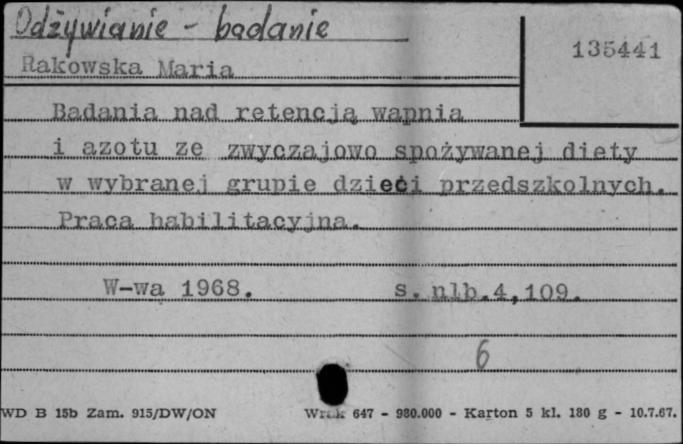 Odżywianie - badanie
135441
Rakowska Maria
Badania nad retencją wapnia
i azotu ze zwyczajowo spożywanej diety
w wybranej grupie dzieci przedszkolnych.
Praca habilitacyjna.
W-wa 1968. s. nlb.4,109.
6
WD B 15b Zam. 915/DW/ON 647 - 980.000 - Karton 5 kl. 180 g - 10.7.67.